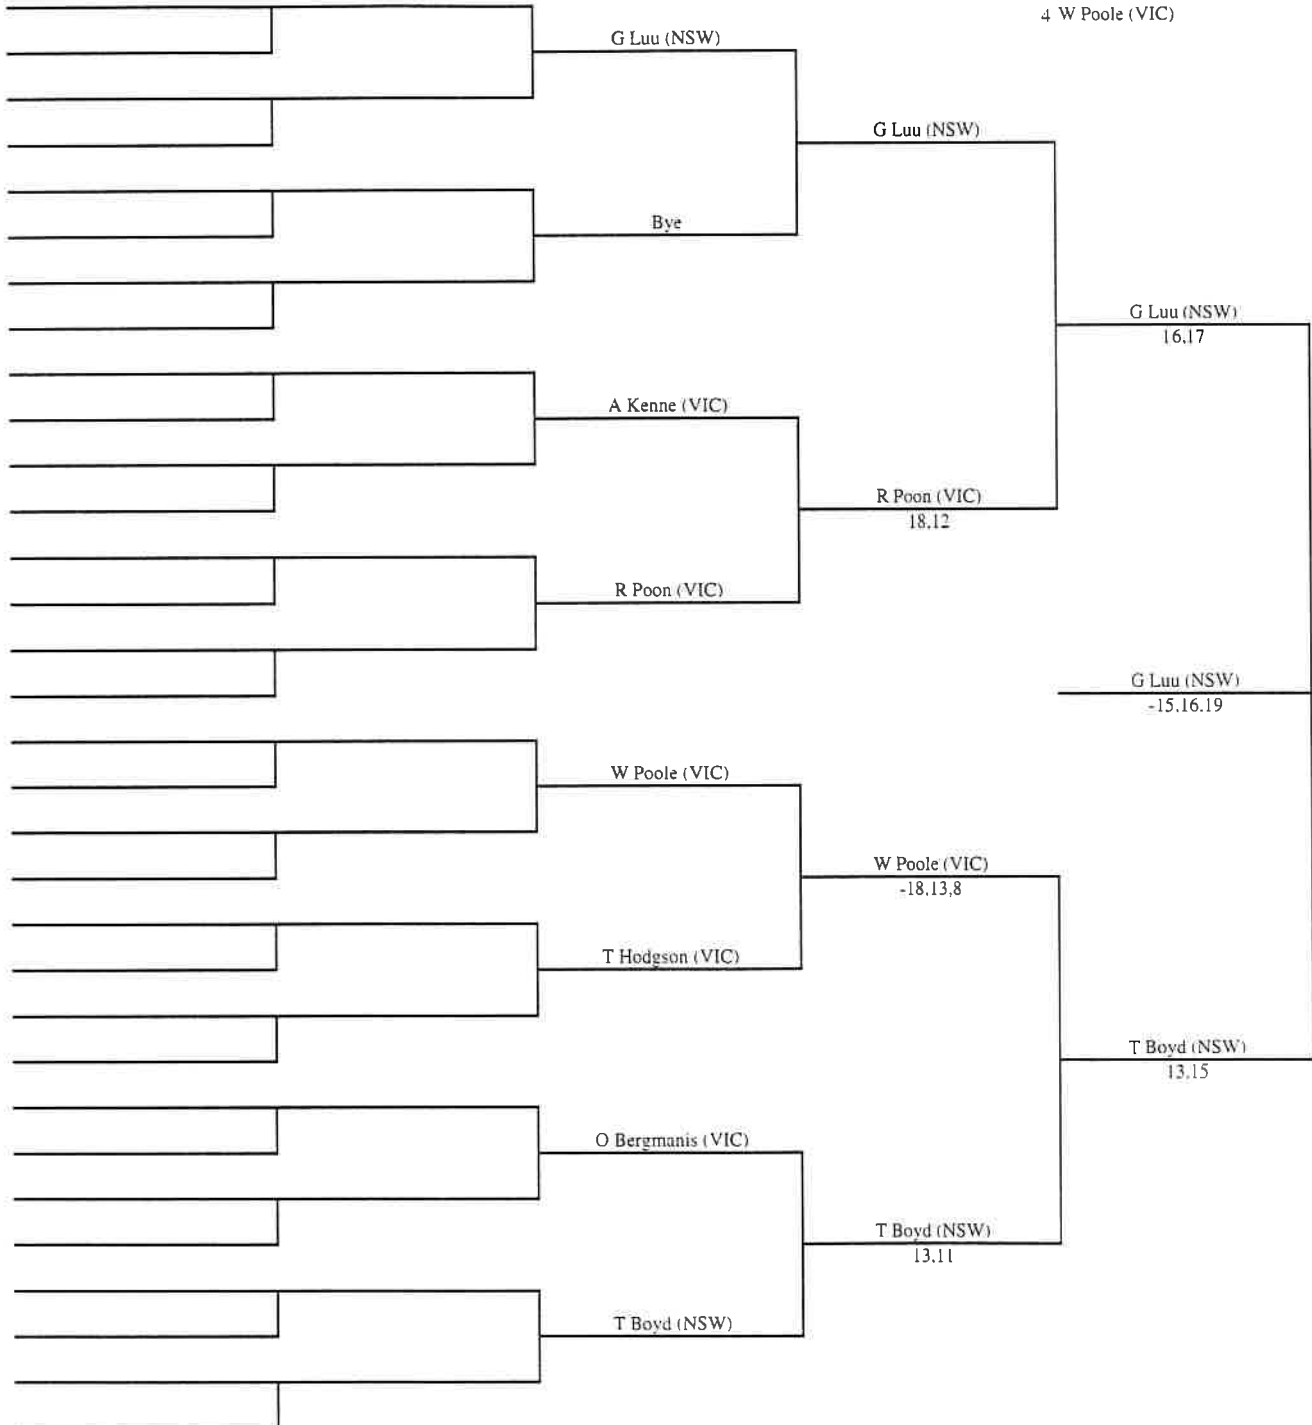 4 W Poole (VIC)
G Luu (NSW)
G Luu (NSW)
Bye
G Luu (NSW)
16,17
A Kenne (VIC)
R Poon (VIC)
18,12
R Poon (VIC)
G Luu (NSW)
-15,16,19
W Poole (VIC)
W Poole (VIC)
-18,13,8
T Hodgson (VIC)
T Boyd (NSW)
13,15
O Bergmanis (VIC)
T Boyd (NSW)
13,11
T Boyd (NSW)